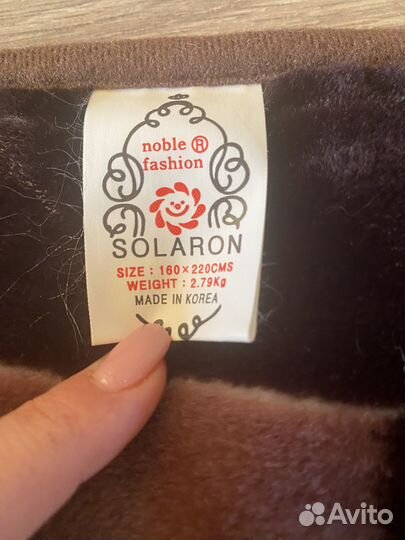 noble ®
fashion
SOLARON
SIZE : 160×220CMS
WEIGHT : 2.79Kg
MADE IN KOREA
Avito